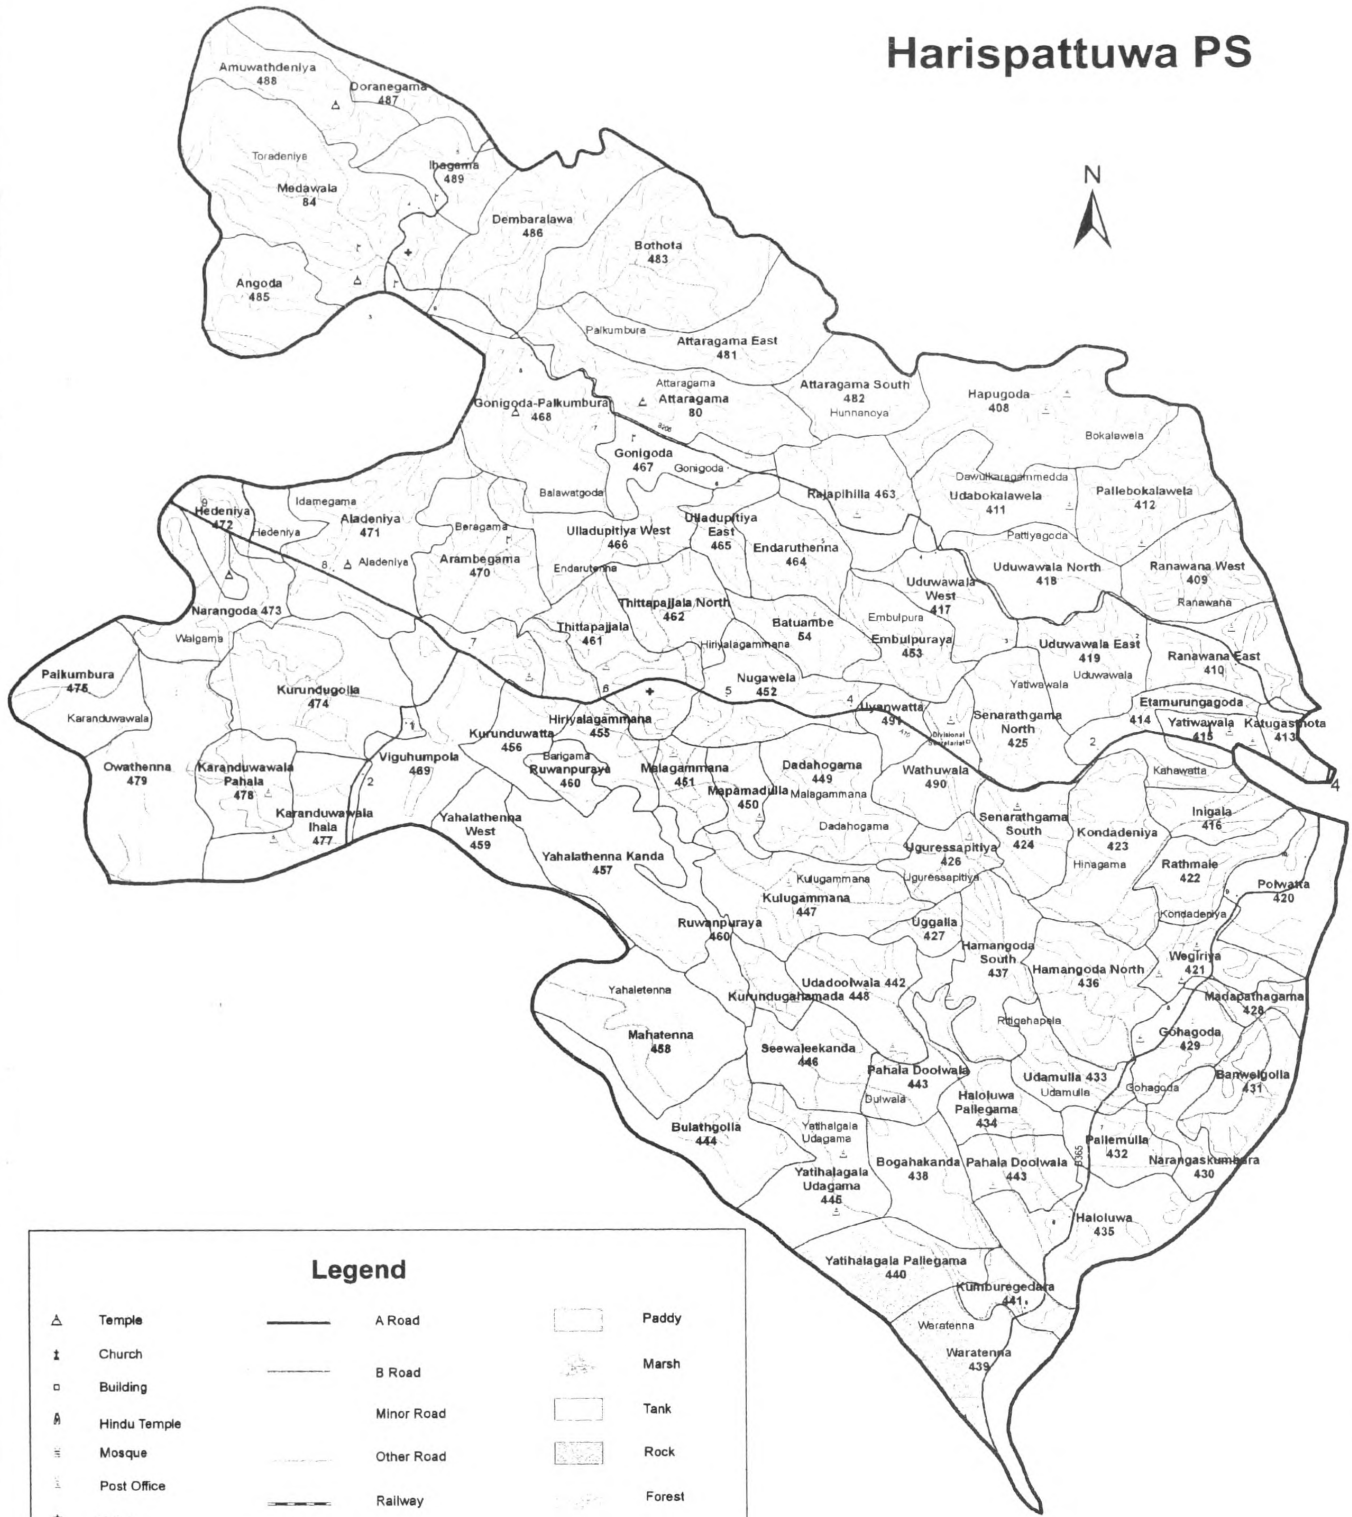 Harispattuwa PS
N
Amuwathdeniya
488
Doranegama
487
Toradeniya
Ihagama
489
Medawala
84
Dembaralawa
486
Bothota
483
Angoda
485
Palkumbura
Attaragama East
481
Attaragama
Attaragama
80
Attaragama South
482
Hunnanoya
Hapugoda
408
Bokalawela
Gonigoda-Palkumbura
468
B206
Gonigoda
467
Gonigoda
Rajapihilla 463
Dawulkaragammedda
Udabokalawela
411
Pallebokalawela
412
Balawatgoda
Idamegama
Hedeniya
472
Hedeniya
Aladeniya
471
Aladeniya
Beragama
Arambegama
470
Ulladupitiya West
466
Ulladupitiya
East
465
Endaruthenna
464
Endarutenna
Pattiyagoda
Uduwawala North
418
Ranawana West
409
Ranawana
Uduwawala
West
417
Narangoda 473
Walgama
Thittapajjala North
462
Thittapajjala
461
Batuambe
54
Embulpura
Embulpuraya
453
Hiriyalagammana
Uduwawala East
419
Uduwawala
Ranawana East
410
Palkumbura
475
Karanduwawala
Kurundugolla
474
Nugawela
452
Yatiwawala
Uyanwatta
491
Senarathgama
North
425
Etamurungagoda
414
Yatiwawala
415
Katugasthota
413
Divisional
Secretariat
Hiriyalagammana
455
Kurunduwatta
456
Barigama
Ruwanpuraya
460
Viguhumpola
469
Owathenna
479
Karanduwawala
Pahala
478
Karanduwawala
Ihala
477
Malagammana
451
Mapamadulla
450
Dadahogama
449
Malagammana
Dadahogama
Wathuwala
490
Kahawatta
Inigala
416
Yahalathenna
West
459
Yahalathenna Kanda
457
Senarathgama
South
424
Kondadeniya
423
Hinagama
Uguressapitiya
426
Uguressapitiya
Rathmale
422
Polwatta
420
Kulugammana
Kulugammana
447
Kondadeniya
Ruwanpuraya
460
Uggalla
427
Hamangoda
South
437
Hamangoda North
436
Wegiriya
421
Yahaletenna
Udadoolwala 442
Kurundugahamada 448
Madapathagama
428
Ritigehapela
Mahatenna
458
Seewaleekanda
446
Gohagoda
429
Pahala Doolwala
443
Udamulla 433
Udamulla
Gohagoda
Banwelgolla
431
Dulwala
Haloluwa
Pallegama
434
Bulathgolla
444
Yatihalgala
Udagama
Pallemulla
432
B365
Yatihalagala
Udagama
445
Bogahakanda
438
Pahala Doolwala
443
Narangaskumbura
430
Haloluwa
435
Yatihalagala Pallegama
440
Kumburegedara
441
Waratenna
Waratenna
439
Legend
Temple
Church
Building
Hindu Temple
Mosque
Post Office
A Road
B Road
Minor Road
Other Road
Railway
Paddy
Marsh
Tank
Rock
Forest